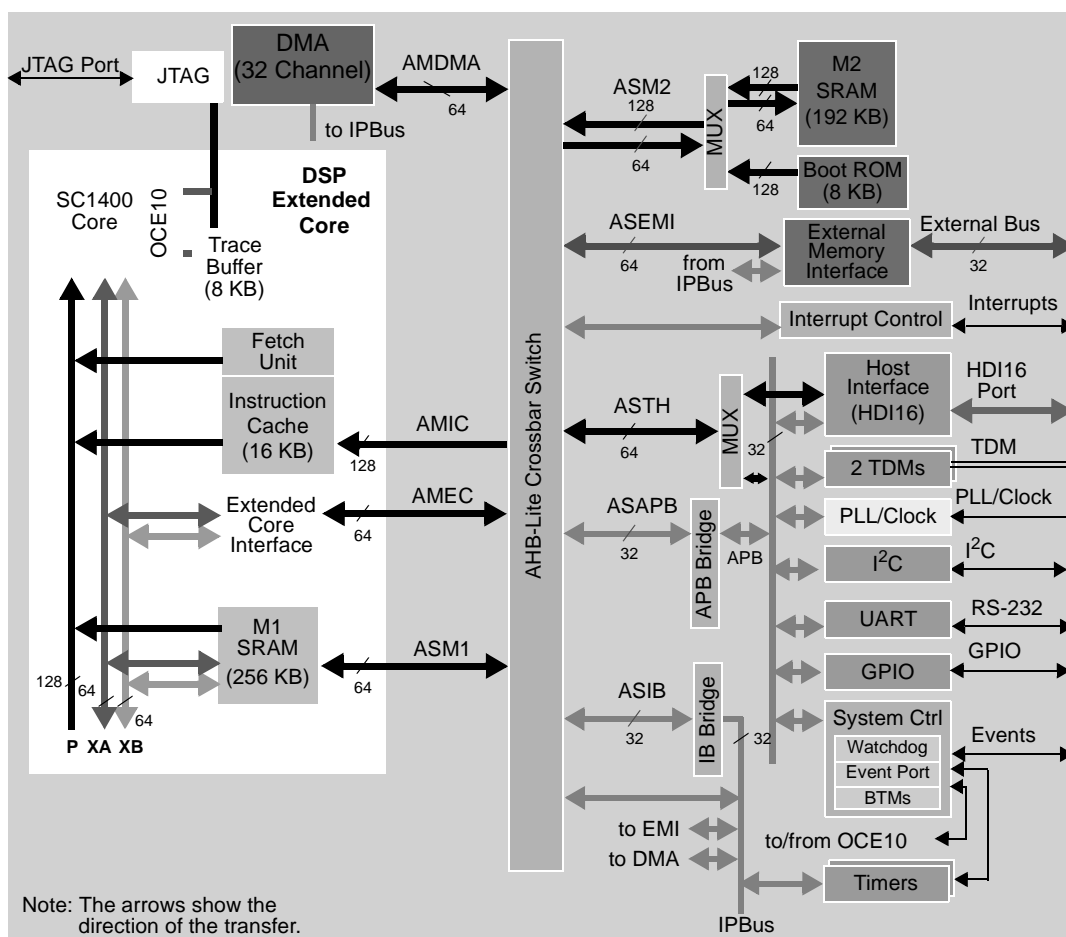 JTAG Port
JTAG
DMA
(32 Channel)
to IPBus
AMDMA
64
DSP
Extended
Core
SC1400
Core
OCE10
Trace
Buffer
(8 KB)
Fetch
Unit
Instruction
Cache
(16 KB)
AMIC
128
Extended
Core
Interface
AMEC
64
M1
SRAM
(256 KB)
ASM1
64
128
64
64
P XA XB
AHB-Lite Crossbar Switch
ASM2
128
64
MUX
128
64
M2
SRAM
(192 KB)
128
Boot ROM
(8 KB)
ASEMI
64
from
IPBus
External
Memory
Interface
External Bus
32
Interrupt Control
Interrupts
ASTH
64
MUX
32
Host
Interface
(HDI16)
HDI16
Port
2 TDMs
TDM
ASAPB
32
APB Bridge
APB
PLL/Clock
PLL/Clock
I2C
I2C
UART
RS-232
GPIO
GPIO
ASIB
32
IB Bridge
32
System Ctrl
Watchdog
Event Port
BTMs
Events
to EMI
to DMA
to/from OCE10
Timers
IPBus
Note: The arrows show the
direction of the transfer.